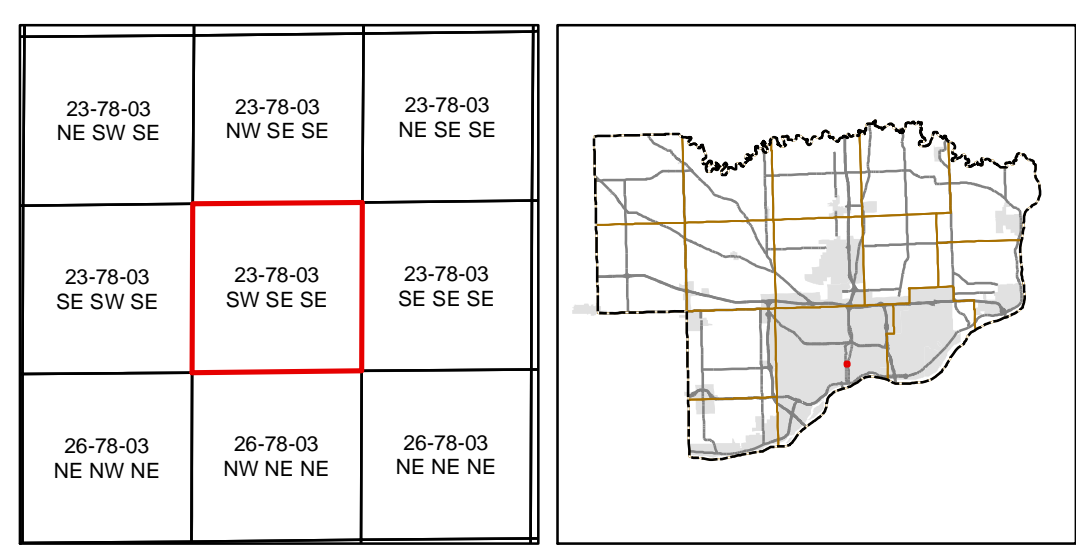 23-78-03
NE SW SE
23-78-03
NW SE SE
23-78-03
NE SE SE
23-78-03
SE SW SE
23-78-03
SW SE SE
23-78-03
SE SE SE
26-78-03
NE NW NE
26-78-03
NW NE NE
26-78-03
NE NE NE